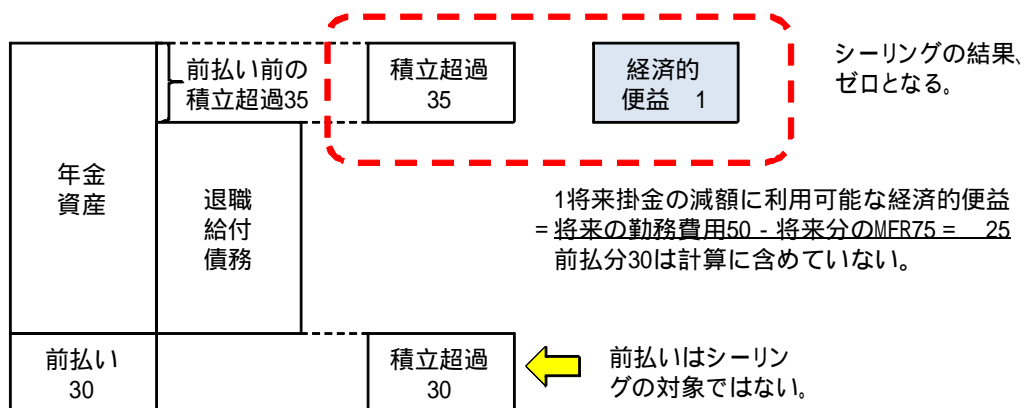 前払い前の
積立超過35
積立超過
35
経済的
便益 1
シーリングの結果、
ゼロとなる。
年金
資産
退職
給付
債務
1将来掛金の減額に利用可能な経済的便益
=将来の勤務費用50 - 将来分のMFR75 = 25
前払分30は計算に含めていない。
前払い
30
積立超過
30
前払いはシーリン
グの対象ではない。